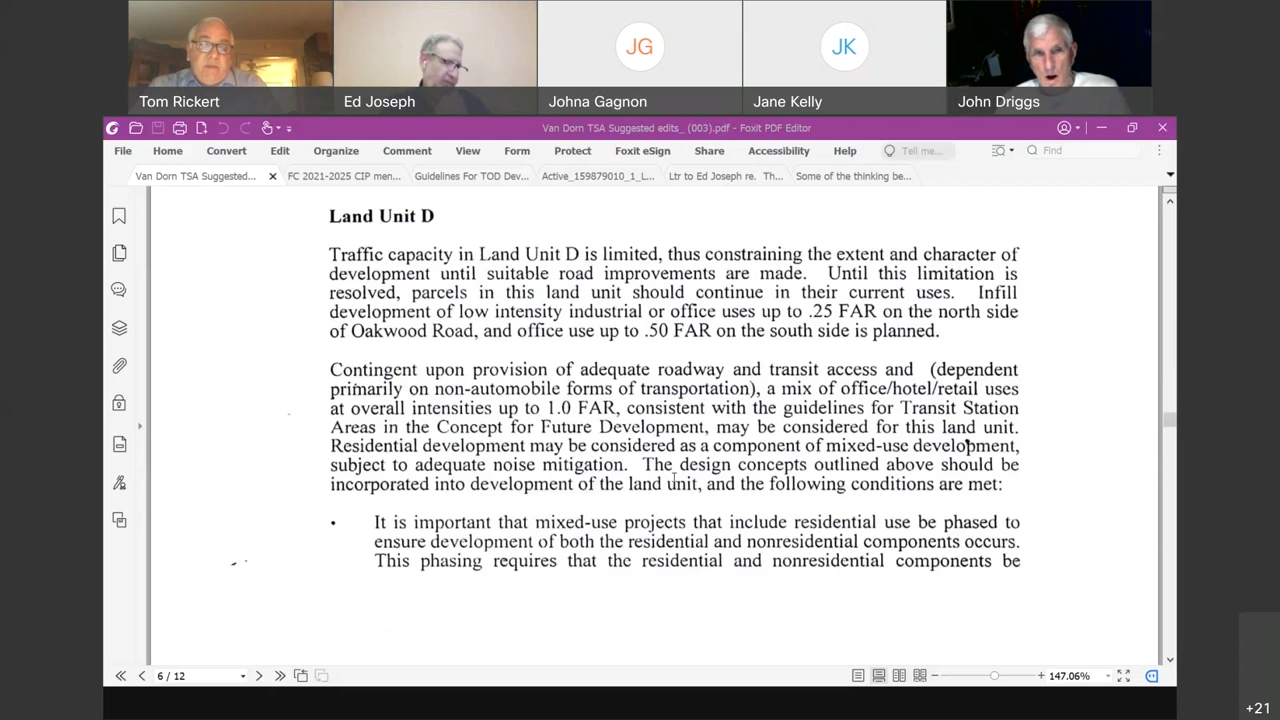 JG
JK
Tom Rickert
Ed Joseph
Johna Gagnon
Jane Kelly
John Driggs
Van Dorn TSA Suggested edits_ (003).pdf - Foxit PDF Editor
File Home Convert Edit Organize Comment View Form Protect Foxit eSign Share Accessibility Help Tell me... Find
Van Dorn TSA Suggested... FC 2021-2025 CIP men... Guidelines For TOD Dev... Active_159879010_1_L... Ltr to Ed Joseph re. Th... Some of the thinking be...
Land Unit D
Traffic capacity in Land Unit D is limited, thus constraining the extent and character of
development until suitable road improvements are made. Until this limitation is
resolved, parcels in this land unit should continue in their current uses. Infill
development of low intensity industrial or office uses up to .25 FAR on the north side
of Oakwood Road, and office use up to .50 FAR on the south side is planned.
Contingent upon provision of adequate roadway and transit access and (dependent
primarily on non-automobile forms of transportation), a mix of office/hotel/retail uses
at overall intensities up to 1.0 FAR, consistent with the guidelines for Transit Station
Areas in the Concept for Future Development, may be considered for this land unit.
Residential development may be considered as a component of mixed-use development,
subject to adequate noise mitigation. The design concepts outlined above should be
incorporated into development of the land unit, and the following conditions are met:
• It is important that mixed-use projects that include residential use be phased to
ensure development of both the residential and nonresidential components occurs.
This phasing requires that the residential and nonresidential components be
6 / 12
147.06%
+21